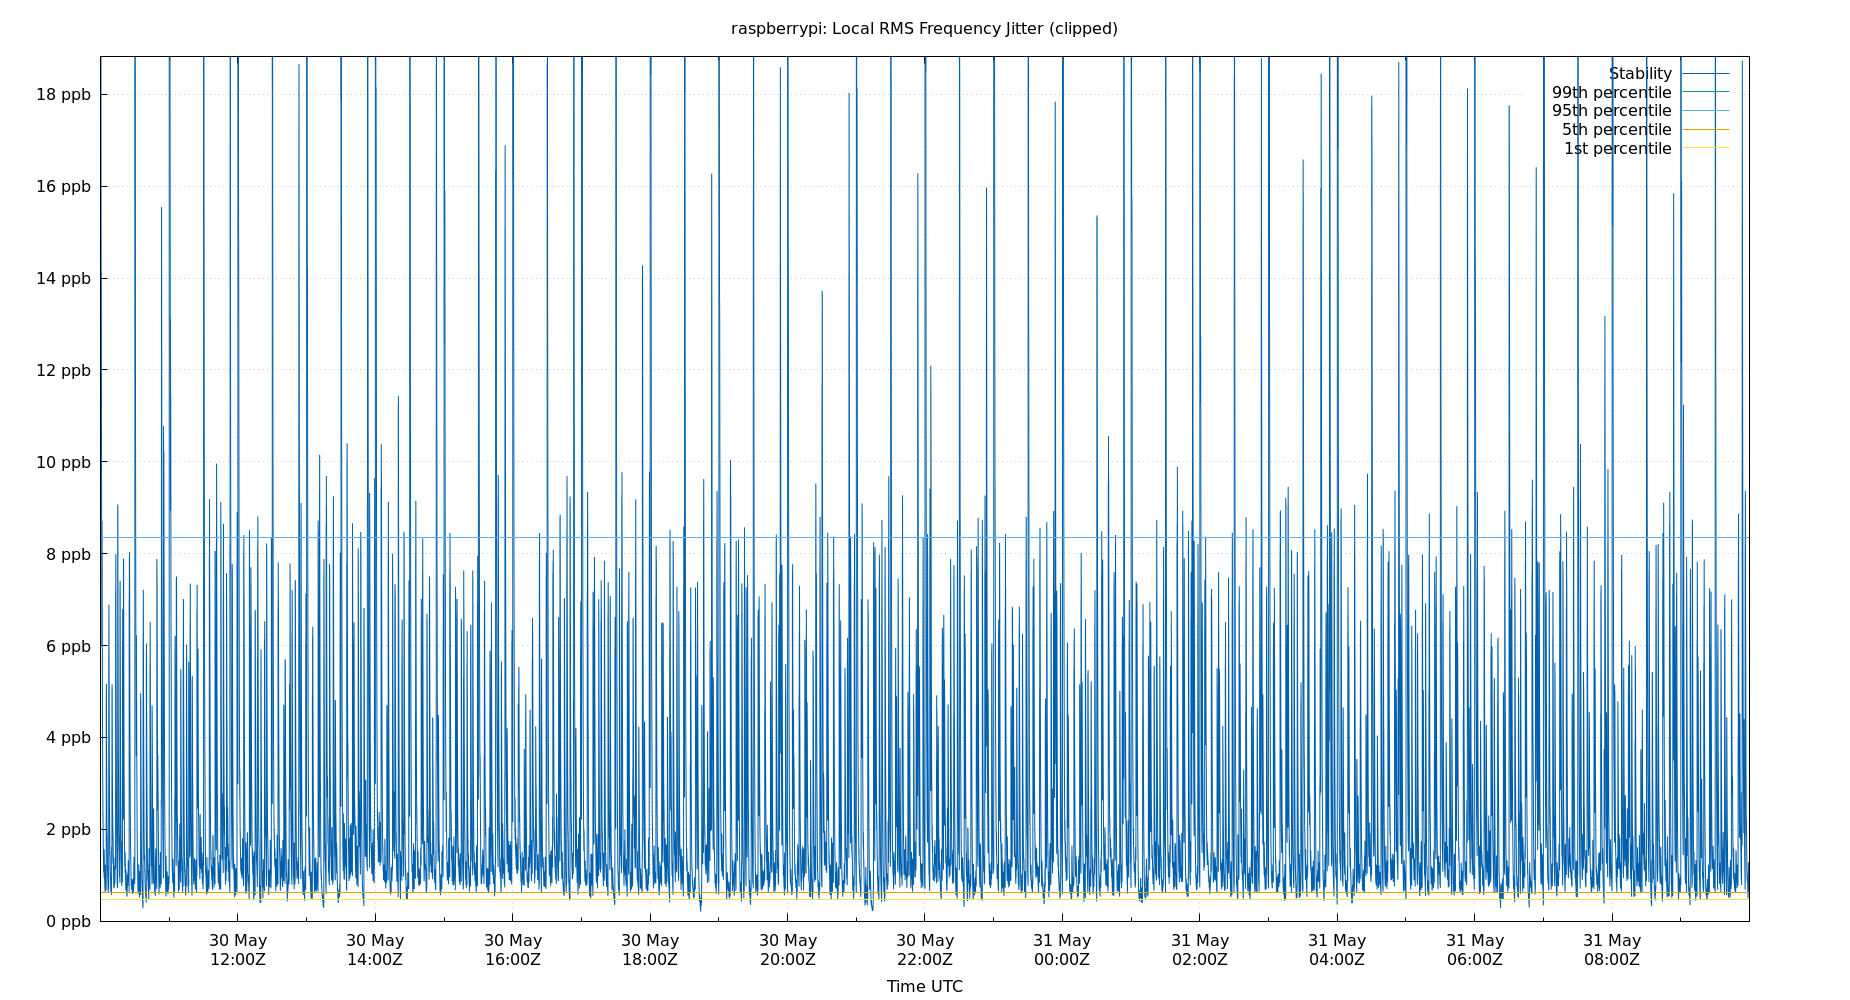 raspberrypi: Local RMS Frequency Jitter (clipped)
Stability
99th percentile
95th percentile
5th percentile
1st percentile
18 ppb
16 ppb
14 ppb
12 ppb
10 ppb
8 ppb
6 ppb
4 ppb
2 ppb
0 ppb
30 May 30 May 30 May 30 May 30 May 30 May 31 May 31 May 31 May 31 May 31 May
12:00Z 14:00Z 16:00Z 18:00Z 20:00Z 22:00Z 00:00Z 02:00Z 04:00Z 06:00Z 08:00Z
Time UTC